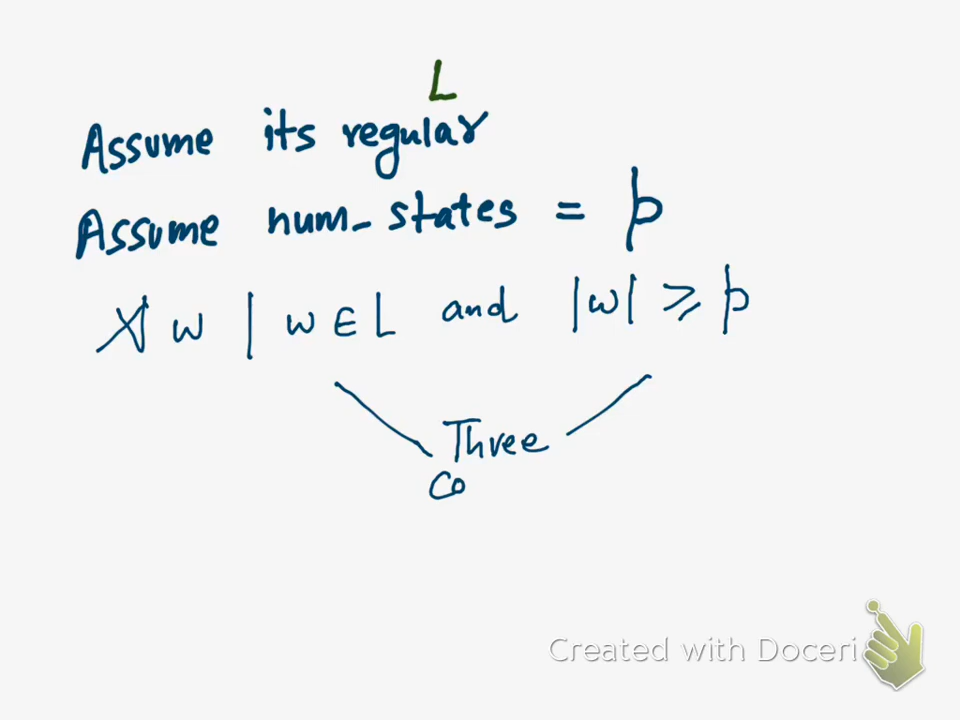 L
Assume its regular
Assume num_states = p
∀ w | w ∈ L and |w| ≥ p
Three
Co
Created with Doceri